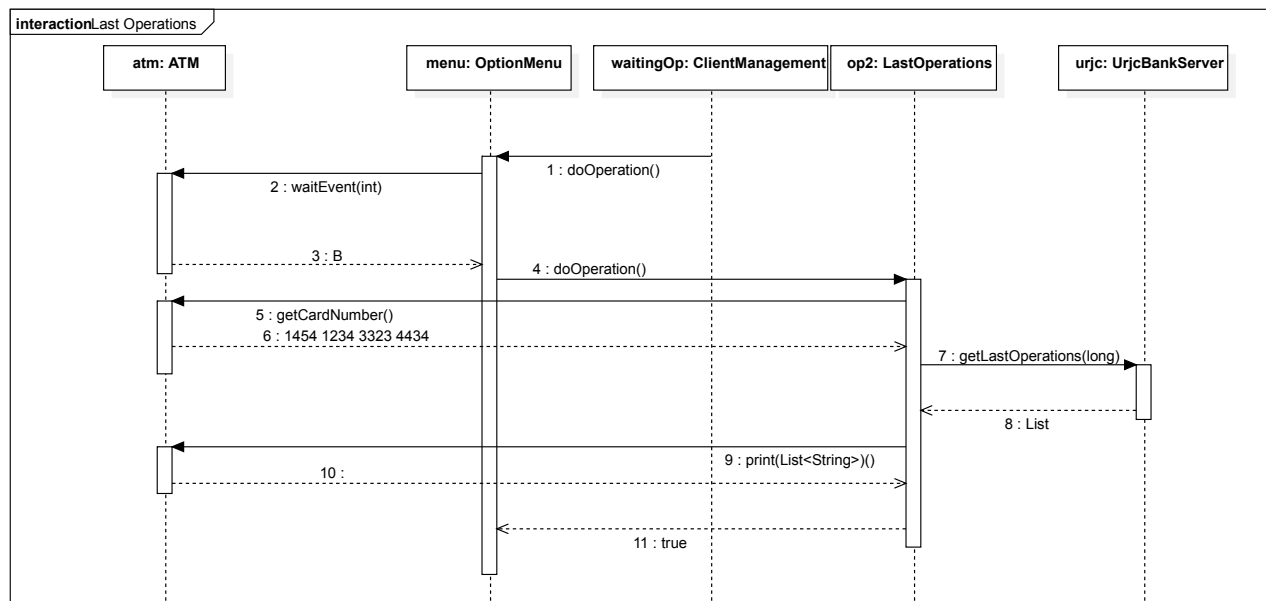 interaction Last Operations
atm: ATM
menu: OptionMenu
waitingOp: ClientManagement
op2: LastOperations
urjc: UrjcBankServer
1 : doOperation()
2 : waitEvent(int)
3 : B
4 : doOperation()
5 : getCardNumber()
6 : 1454 1234 3323 4434
7 : getLastOperations(long)
8 : List
9 : print(List<String>)()
10 :
11 : true